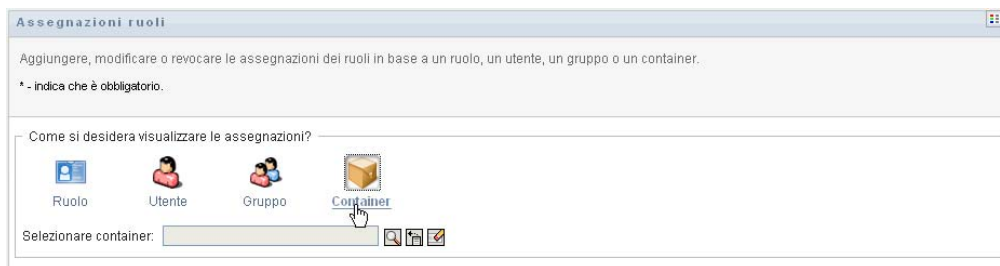 Assegnazioni ruoli
Aggiungere, modificare o revocare le assegnazioni dei ruoli in base a un ruolo, un utente, un gruppo o un container.
* - indica che è obbligatorio.
Come si desidera visualizzare le assegnazioni?
Ruolo Utente Gruppo Container
Selezionare container: